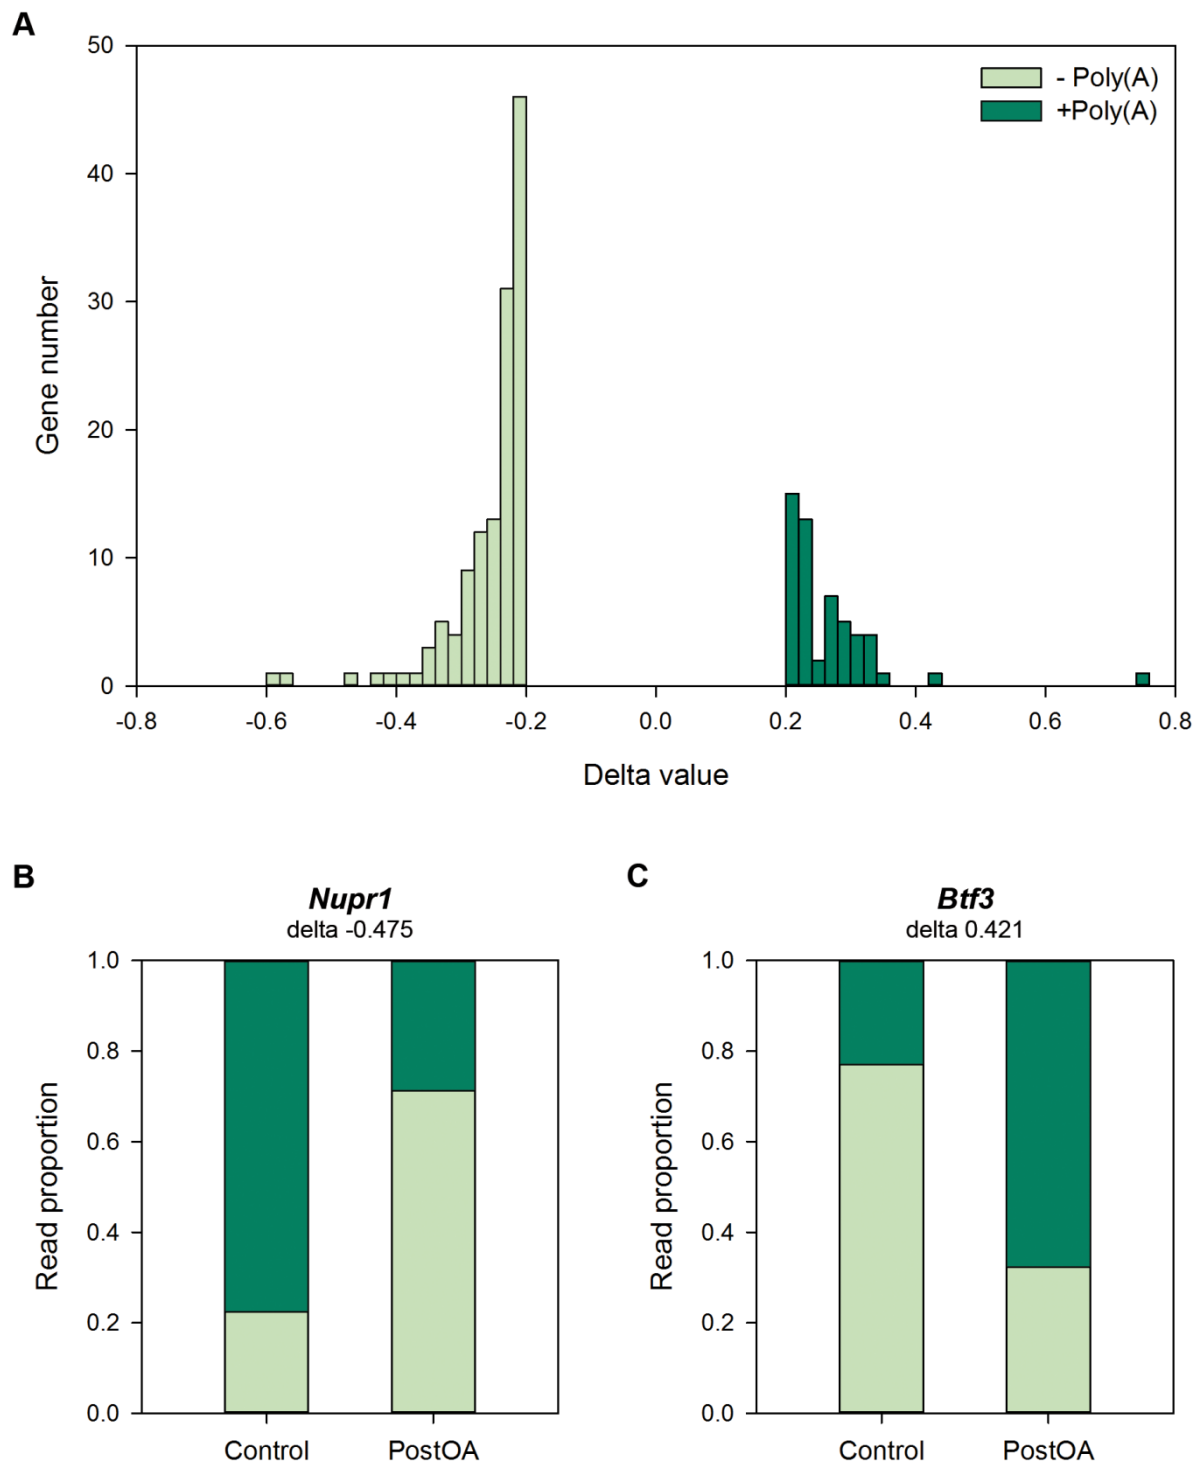 A
50
40
30
20
10
0
Gene number
- Poly(A)
+Poly(A)
-0.8 -0.6 -0.4 -0.2 0.0 0.2 0.4 0.6 0.8
Delta value
B
Nupr1
delta -0.475
1.0
0.8
0.6
0.4
0.2
0.0
Read proportion
Control PostOA
C
Btf3
delta 0.421
1.0
0.8
0.6
0.4
0.2
0.0
Read proportion
Control PostOA